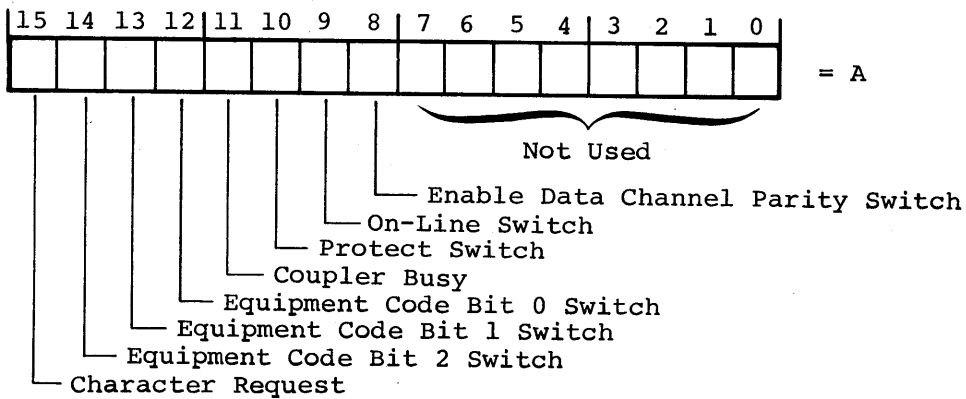 15 14 13 12 11 10 9 8 7 6 5 4 3 2 1 0
= A
Not Used
Enable Data Channel Parity Switch
On-Line Switch
Protect Switch
Coupler Busy
Equipment Code Bit 0 Switch
Equipment Code Bit 1 Switch
Equipment Code Bit 2 Switch
Character Request